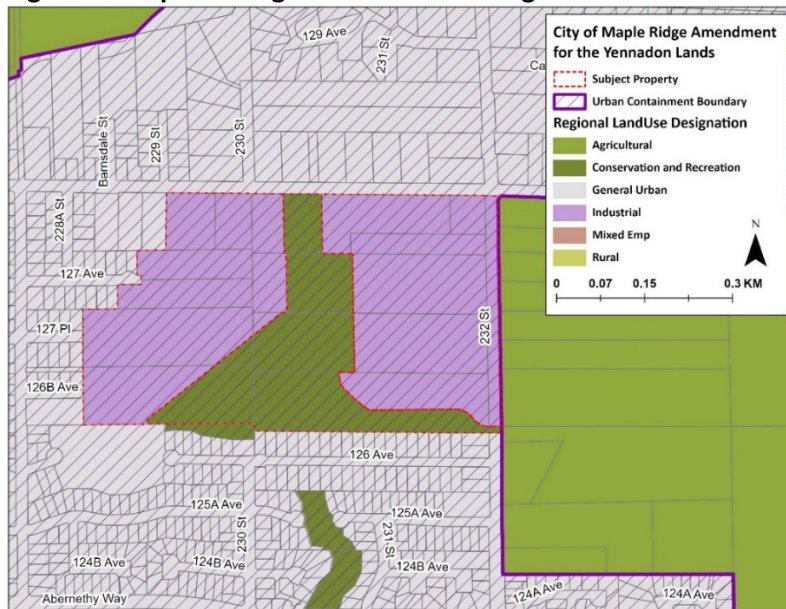 City of Maple Ridge Amendment
for the Yennadon Lands
Subject Property
Urban Containment Boundary
Regional LandUse Designation
Agricultural
Conservation and Recreation
General Urban
Industrial
Mixed Emp
Rural
N
0 0.07 0.15 0.3 KM
129 Ave
231 St
Ca
Barnsdale St
229 St
230 St
228A St
127 Ave
127 Pl
126B Ave
232 St
126 Ave
125A Ave
125A Ave
230 St
231 St
124B Ave
124B Ave
124B Ave
Abernethy Way
124A Ave
124A Ave